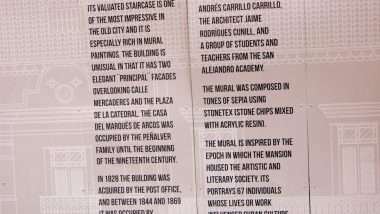 ITS VALUATED STAIRCASE IS ONE
OF THE MOST IMPRESSIVE IN
THE OLD CITY AND IT IS
ESPECIALLY RICH IN MURAL
PAINTINGS. THE BUILDING IS
UNUSUAL IN THAT IT HAS TWO
ELEGANT ¨PRINCIPAL¨ FACADES
OVERLOOKING CALLE
MERCADERES AND THE PLAZA
DE LA CATEDRAL. THE CASA
DEL MARQUÉS DE ARCOS WAS
OCCUPIED BY THE PEÑALVER
FAMILY UNTIL THE BEGINNING
OF THE NINETEENTH CENTURY.
IN 1829 THE BUILDING
WAS ACQUIRED BY THE POST OFFICE,
AND BETWEEN 1844 AND 1869
IT WAS OCCUPIED BY
ANDRÉS CARRILLO CARRILLO,
THE ARCHITECT JAIME
RODRÍGUES CUNILL, AND
A GROUP OF STUDENTS AND
TEACHERS FROM THE SAN
ALEJANDRO ACADEMY.
THE MURAL WAS COMPOSED IN
TONES OF SEPIA USING
STONETEX (STONE CHIPS MIXED
WITH ACRYLIC RESIN).
THE MURAL IS INSPIRED BY THE
EPOCH IN WHICH THE MANSION
HOUSED THE ARTISTIC AND
LITERARY SOCIETY. ITS
PORTRAYS 67 INDIVIDUALS
WHOSE LIVES OR WORK
INFLUENCED CUBAN CULTURE